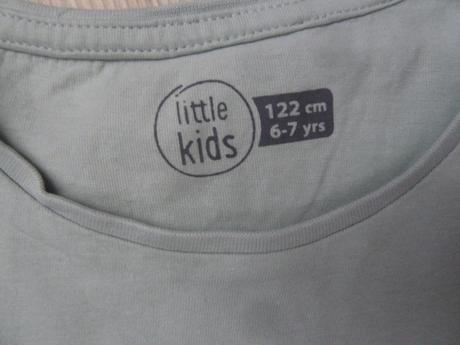 little
kids
122 cm
6-7 yrs